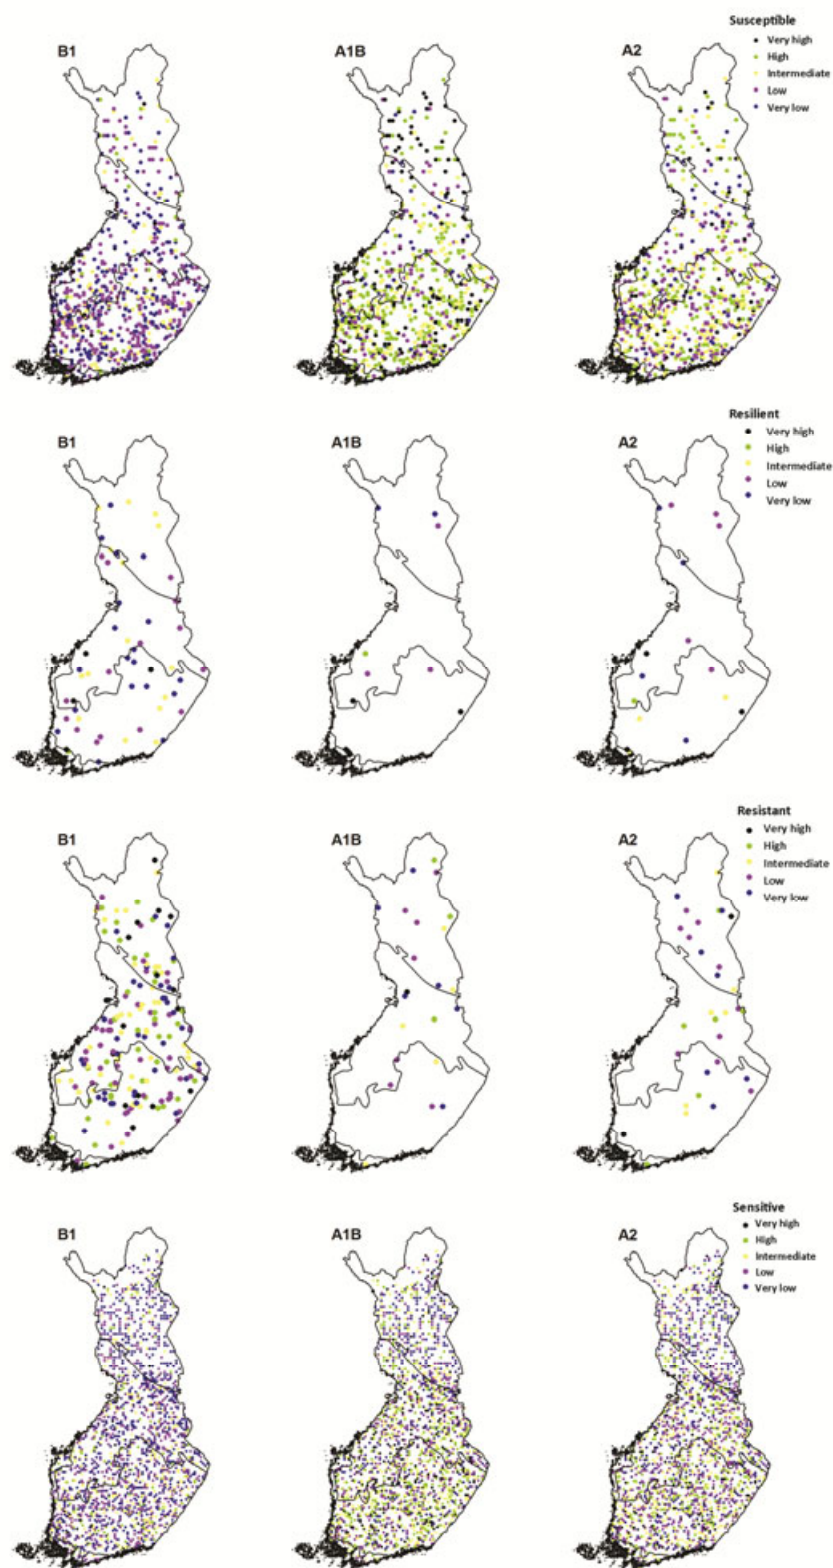 Susceptible
B1
A1B
A2
Very high
High
Intermediate
Low
Very low
Resilient
B1
A1B
A2
Very high
High
Intermediate
Low
Very low
Resistant
B1
A1B
A2
Very high
High
Intermediate
Low
Very low
Sensitive
B1
A1B
A2
Very high
High
Intermediate
Low
Very low